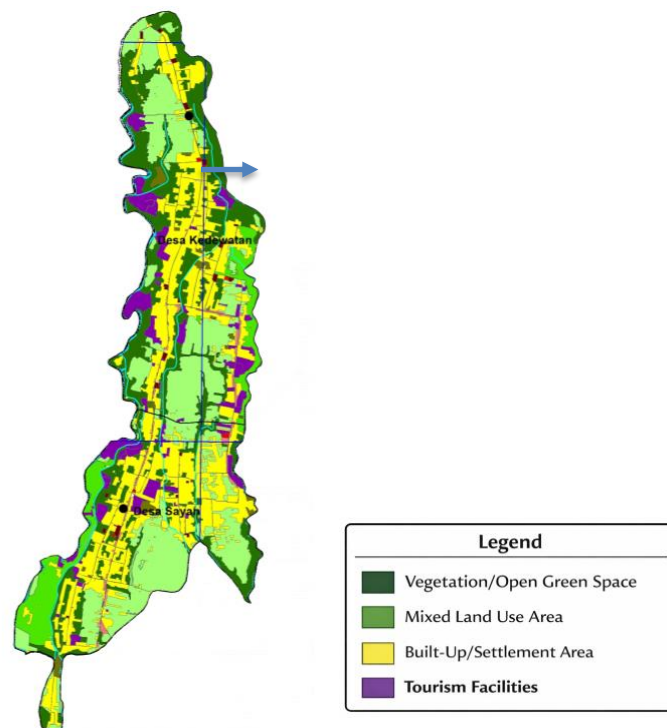 Desa Kedewatan
Desa Sayan
Legend
Vegetation/Open Green Space
Mixed Land Use Area
Built-Up/Settlement Area
Tourism Facilities